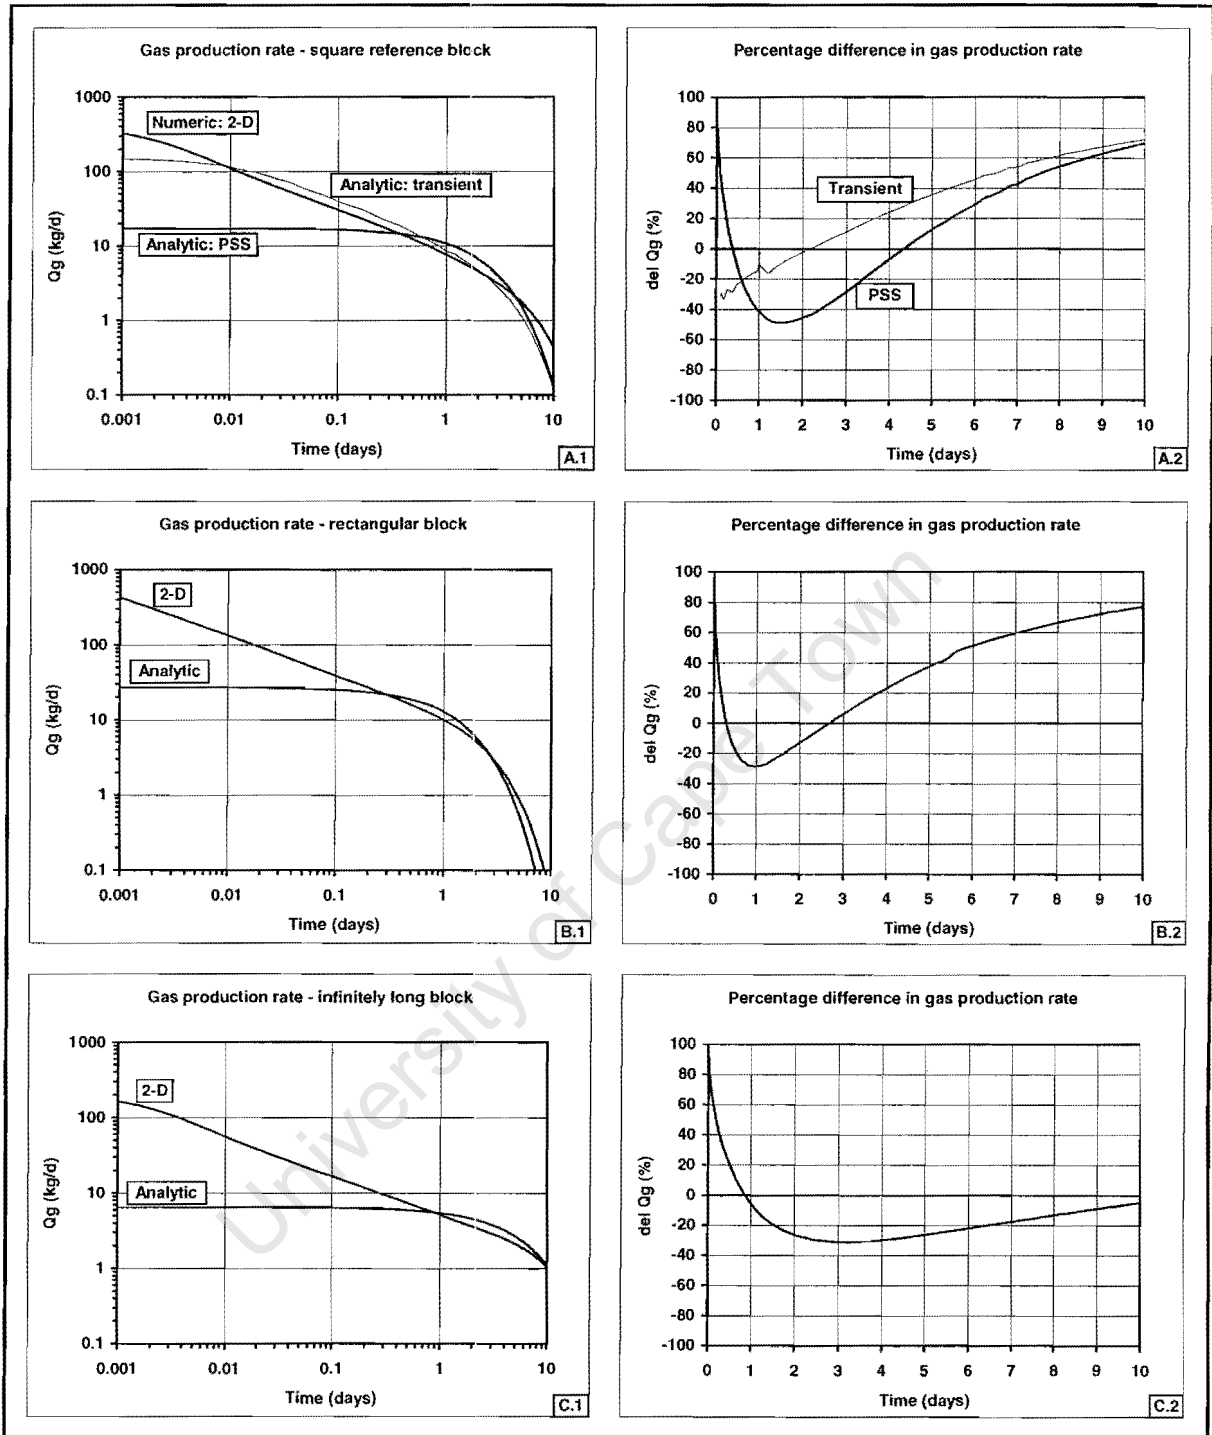 Gas production rate - square reference block
1000
100
10
1
0.1
0.001
0.01
0.1
1
10
Qg (kg/d)
Time (days)
Numeric: 2-D
Analytic: transient
Analytic: PSS
A.1
Percentage difference in gas production rate
100
80
60
40
20
0
-20
-40
-60
-80
-100
0 1 2 3 4 5 6 7 8 9 10
del Qg (%)
Time (days)
Transient
PSS
A.2
Gas production rate - rectangular block
1000
100
10
1
0.1
0.001
0.01
0.1
1
10
Qg (kg/d)
Time (days)
2-D
Analytic
B.1
Percentage difference in gas production rate
100
80
60
40
20
0
-20
-40
-60
-80
-100
0 1 2 3 4 5 6 7 8 9 10
del Qg (%)
Time (days)
B.2
Gas production rate - infinitely long block
1000
100
10
1
0.1
0.001
0.01
0.1
1
10
Qg (kg/d)
Time (days)
2-D
Analytic
C.1
Percentage difference in gas production rate
100
80
60
40
20
0
-20
-40
-60
-80
-100
0 1 2 3 4 5 6 7 8 9 10
del Qg (%)
Time (days)
C.2
University of Cape Town